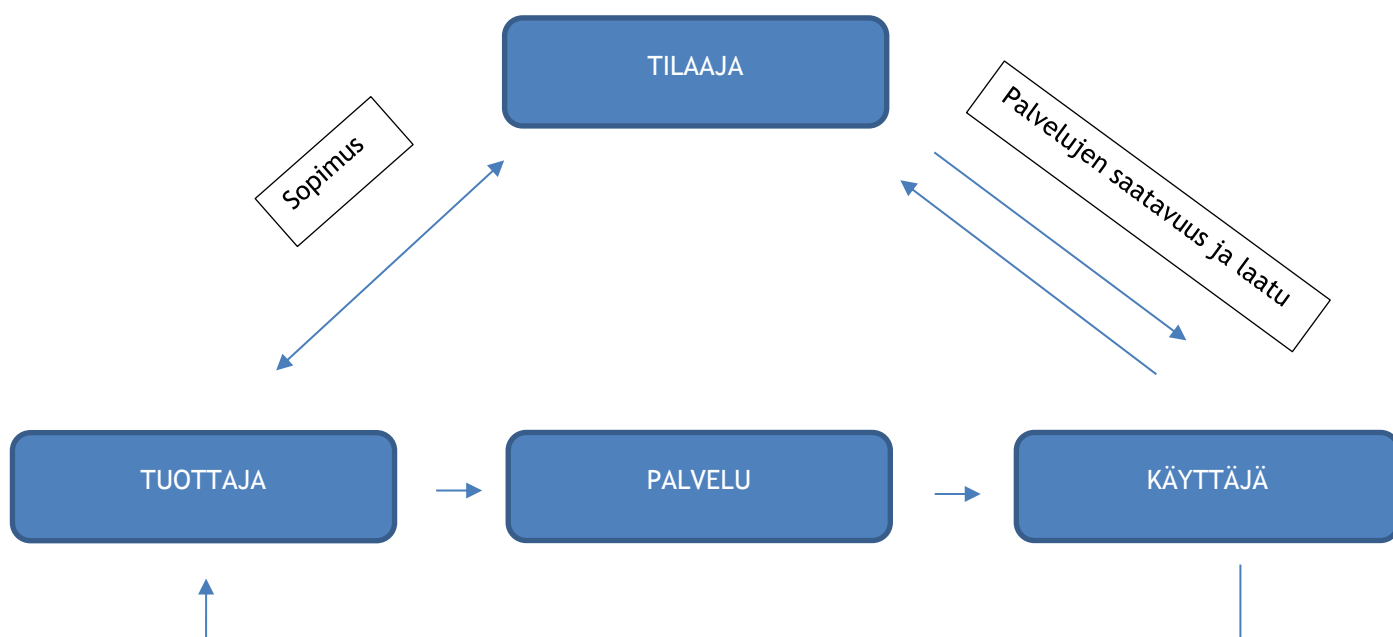 TILAAJA
Palvelujen saatavuus ja laatu
Sopimus
TUOTTAJA
PALVELU
KÄYTTÄJÄ